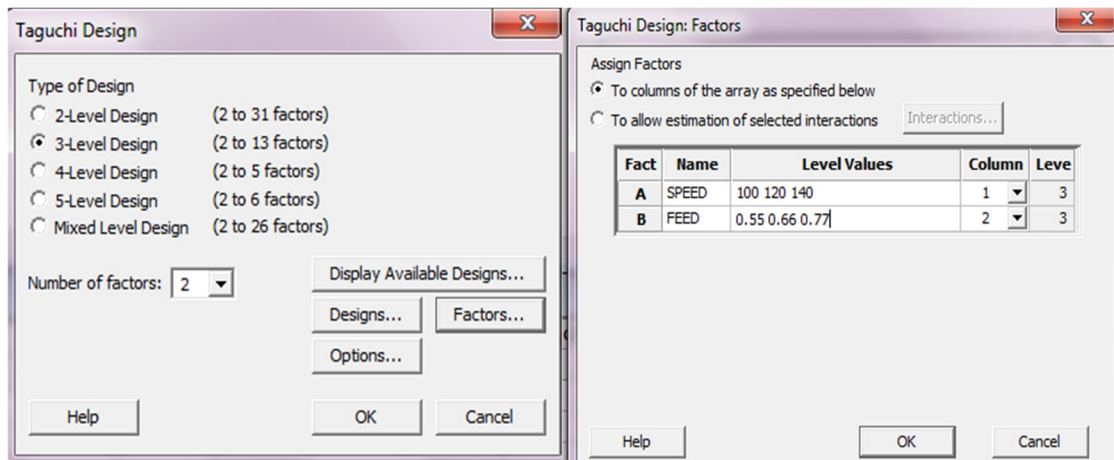 Taguchi Design
Type of Design
2-Level Design (2 to 31 factors)
3-Level Design (2 to 13 factors)
4-Level Design (2 to 5 factors)
5-Level Design (2 to 6 factors)
Mixed Level Design (2 to 26 factors)
Number of factors: 2
Display Available Designs...
Designs... Factors...
Options...
Help OK Cancel
Taguchi Design: Factors
Assign Factors
To columns of the array as specified below
To allow estimation of selected interactions Interactions...
Fact Name Level Values Column Leve
A SPEED 100 120 140 1 3
B FEED 0.55 0.66 0.77 2 3
Help OK Cancel